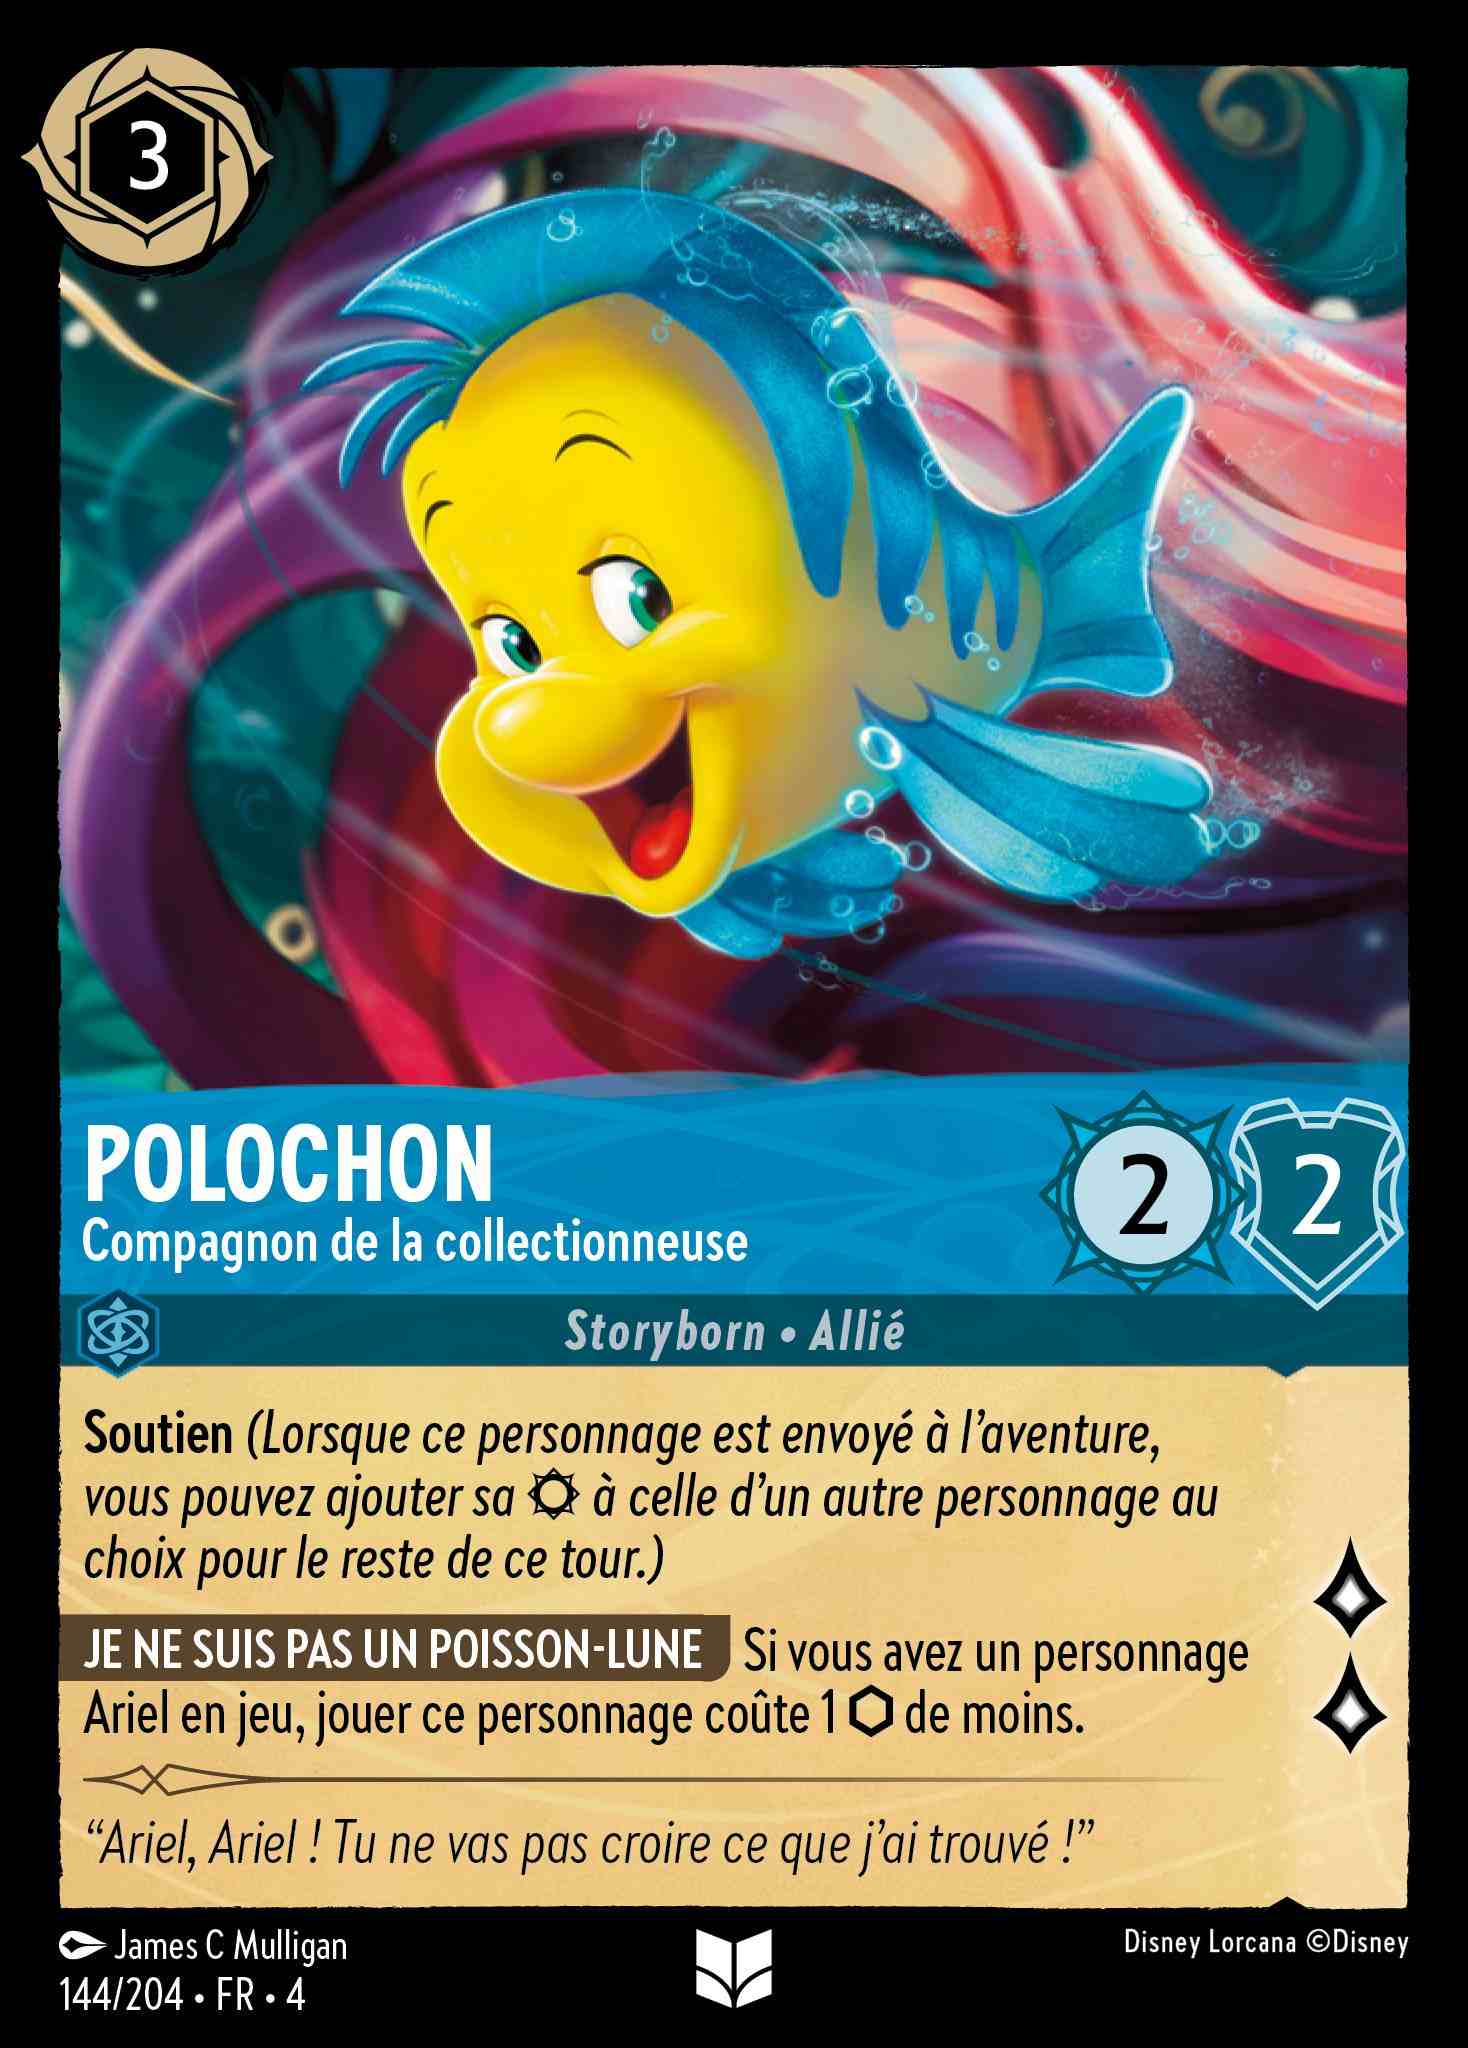 3
POLOCHON
Compagnon de la collectionneuse
2
2
Storyborn • Allié
Soutien (Lorsque ce personnage est envoyé à l’aventure,
vous pouvez ajouter sa à celle d’un autre personnage au
choix pour le reste de ce tour.)
JE NE SUIS PAS UN POISSON-LUNE Si vous avez un personnage
Ariel en jeu, jouer ce personnage coûte 1 de moins.
“Ariel, Ariel ! Tu ne vas pas croire ce que j’ai trouvé !”
James C Mulligan
Disney Lorcana ©Disney
144/204 • FR • 4